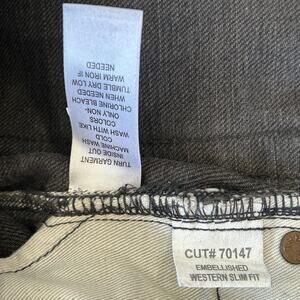 TURN GARMENT
INSIDE OUT
MACHINE WASH
COLD
WASH WITH LIKE
COLORS
ONLY NON-
CHLORINE BLEACH
WHEN NEEDED
TUMBLE DRY LOW
WARM IRON IF
NEEDED
CUT# 70147
EMBELLISHED
WESTERN SLIM FIT